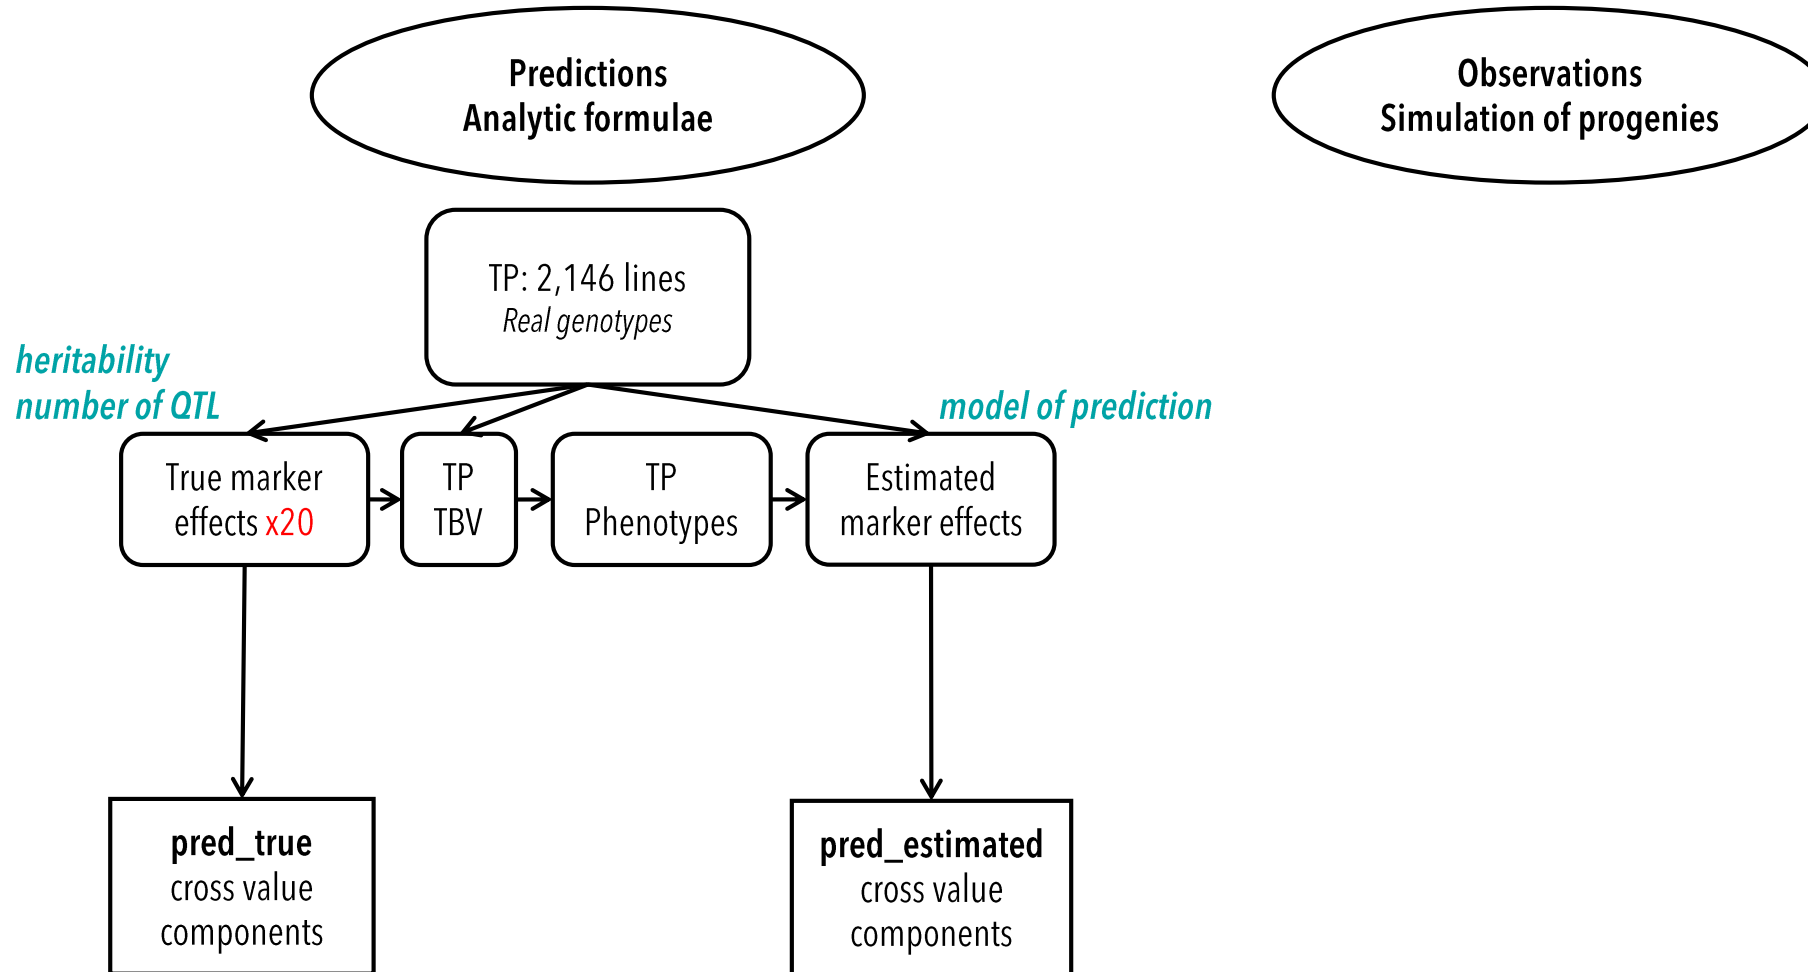 Predictions
Analytic formulae
Observations
Simulation of progenies
TP: 2,146 lines
Real genotypes
heritability
number of QTL
model of prediction
True marker
effects x20
TP
TBV
TP
Phenotypes
Estimated
marker effects
pred_true
cross value
components
pred_estimated
cross value
components